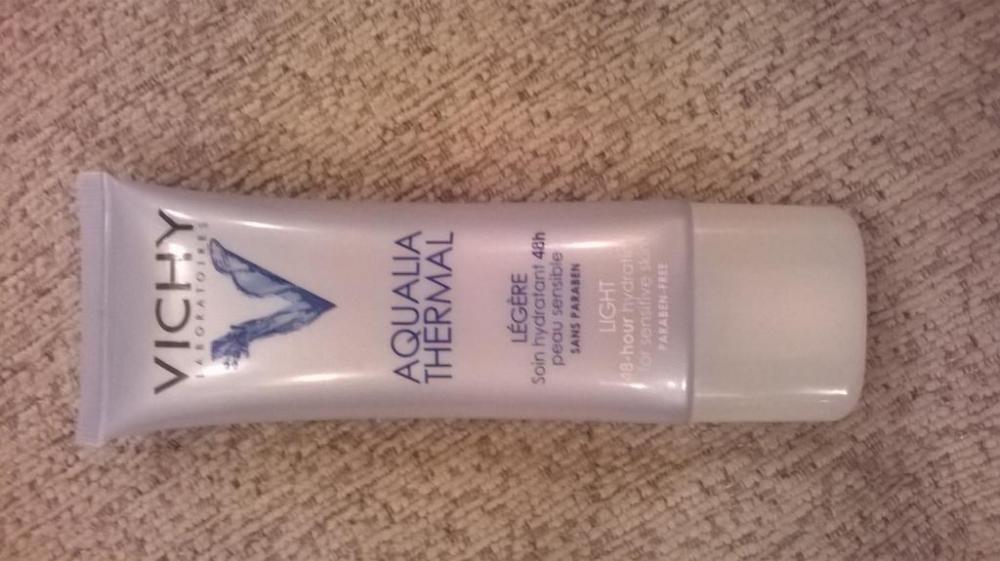 VICHY
LABORATOIRES
AQUALIA
THERMAL
LÉGÈRE
Soin hydratant 48h
peau sensible
SANS PARABEN
LIGHT
48-hour hydration
for sensitive skin
PARABEN-FREE